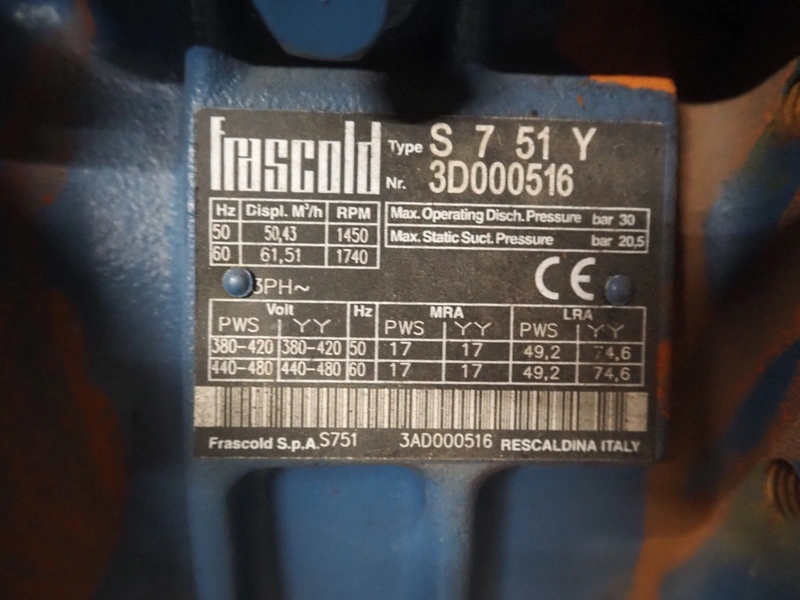 Frascold Type S 7 51 Y
Nr. 3D000516
Hz Displ. M³/h RPM
50 50,43 1450
60 61,51 1740
Max. Operating Disch. Pressure bar 30
Max. Static Suct. Pressure bar 20,5
CE
3PH~
Volt Hz MRA LRA
PWS YY PWS YY PWS YY
380-420 380-420 50 17 17 49,2 74,6
440-480 440-480 60 17 17 49,2 74,6
Frascold S.p.A. S751 3AD000516 RESCALDINA ITALY